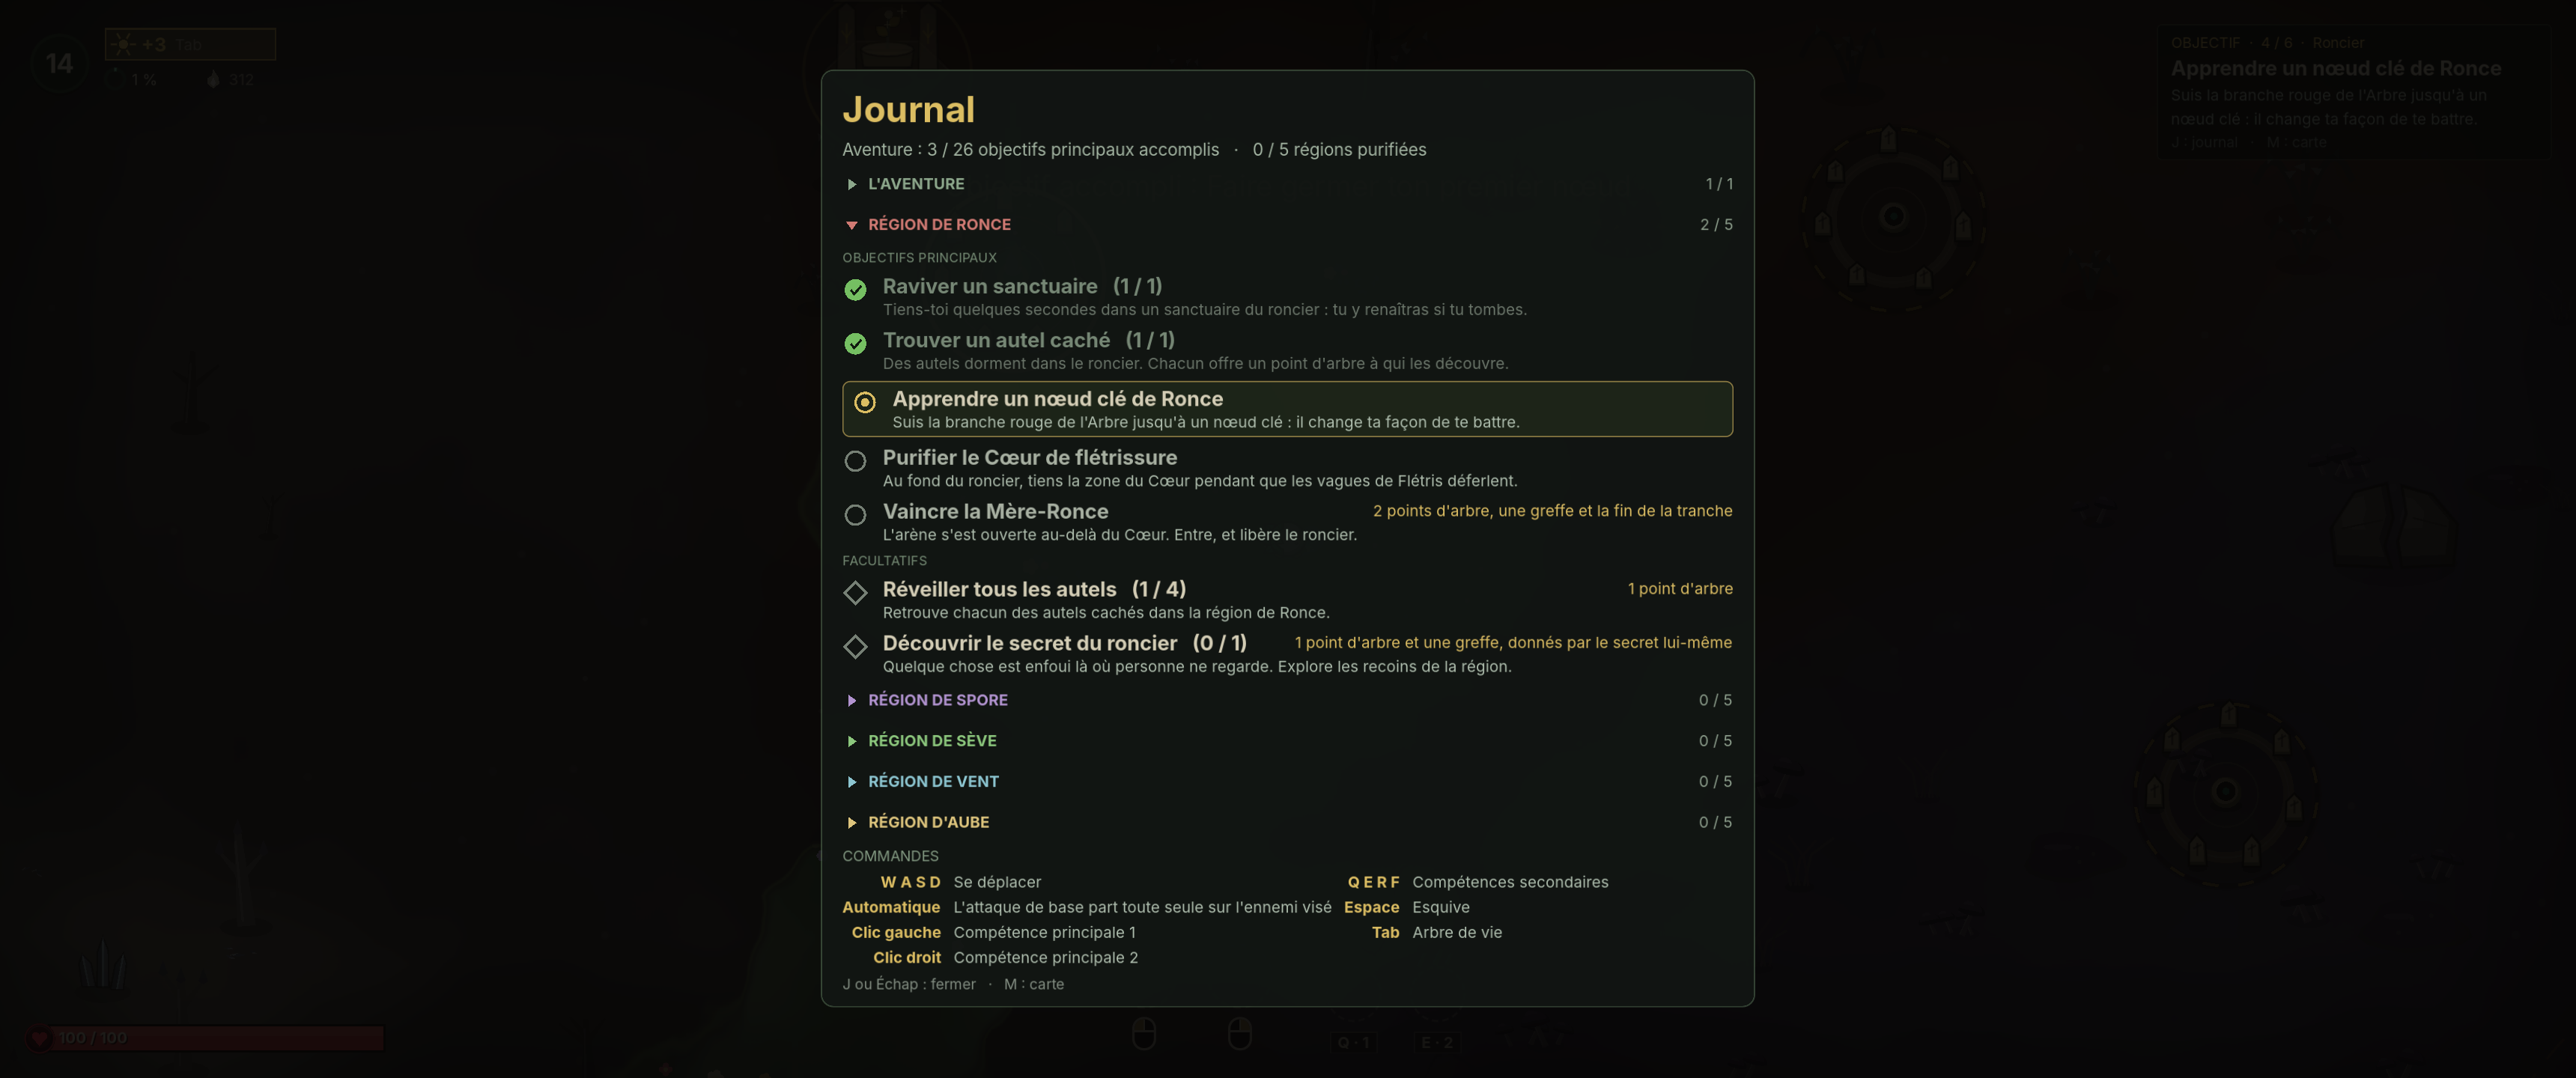 14
+3 Tab
1 %
312
OBJECTIF · 4 / 6 · Roncier
Apprendre un nœud clé de Ronce
Suis la branche rouge de l'Arbre jusqu'à un
nœud clé : il change ta façon de te battre.
J : journal · M : carte
Journal
Aventure : 3 / 26 objectifs principaux accomplis · 0 / 5 régions purifiées
L'AVENTURE 1 / 1
RÉGION DE RONCE 2 / 5
OBJECTIFS PRINCIPAUX
Raviver un sanctuaire (1 / 1)
Tiens-toi quelques secondes dans un sanctuaire du roncier : tu y renaîtras si tu tombes.
Trouver un autel caché (1 / 1)
Des autels dorment dans le roncier. Chacun offre un point d'arbre à qui les découvre.
Apprendre un nœud clé de Ronce
Suis la branche rouge de l'Arbre jusqu'à un nœud clé : il change ta façon de te battre.
Purifier le Cœur de flétrissure
Au fond du roncier, tiens la zone du Cœur pendant que les vagues de Flétris déferlent.
Vaincre la Mère-Ronce 2 points d'arbre, une greffe et la fin de la tranche
L'arène s'est ouverte au-delà du Cœur. Entre, et libère le roncier.
FACULTATIFS
Réveiller tous les autels (1 / 4) 1 point d'arbre
Retrouve chacun des autels cachés dans la région de Ronce.
Découvrir le secret du roncier (0 / 1) 1 point d'arbre et une greffe, donnés par le secret lui-même
Quelque chose est enfoui là où personne ne regarde. Explore les recoins de la région.
RÉGION DE SPORE 0 / 5
RÉGION DE SÈVE 0 / 5
RÉGION DE VENT 0 / 5
RÉGION D'AUBE 0 / 5
COMMANDES
W A S D Se déplacer Q E R F Compétences secondaires
Automatique L'attaque de base part toute seule sur l'ennemi visé Espace Esquive
Clic gauche Compétence principale 1 Tab Arbre de vie
Clic droit Compétence principale 2
J ou Échap : fermer · M : carte
100 / 100
Q · 1
E · 2